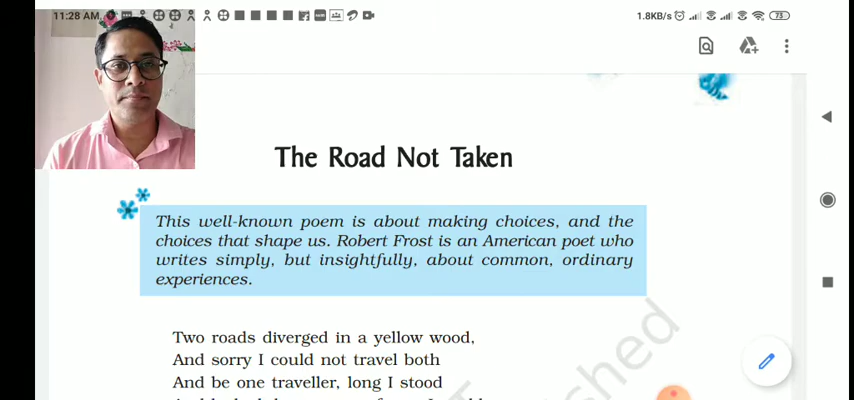 11:28 AM
1.8KB/s
73
The Road Not Taken
This well-known poem is about making choices, and the
choices that shape us. Robert Frost is an American poet who
writes simply, but insightfully, about common, ordinary
experiences.
Two roads diverged in a yellow wood,
And sorry I could not travel both
And be one traveller, long I stood
shed